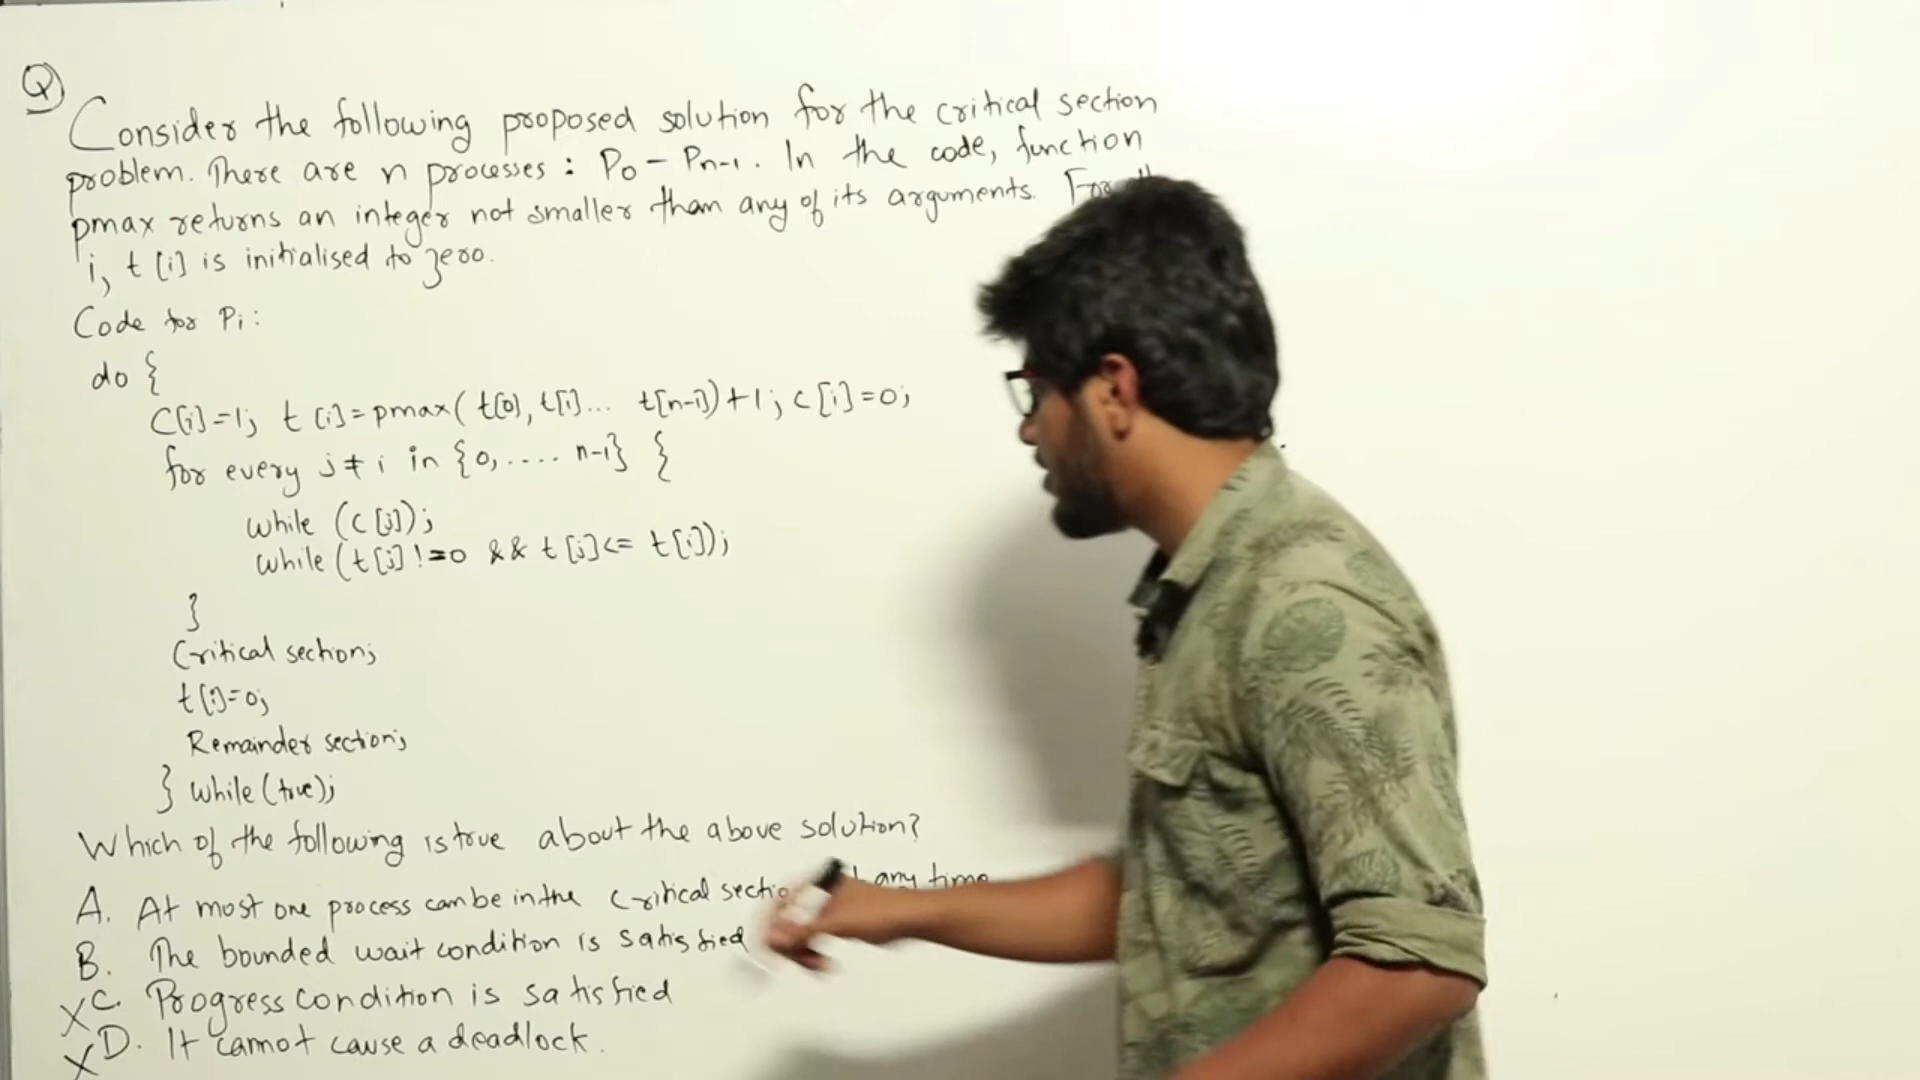 Q
Consider the following proposed solution for the critical section
problem. There are n processes : P0 - Pn-1. In the code, function
pmax returns an integer not smaller than any of its arguments. For
i, t[i] is initialised to zero.
Code for Pi:
do {
C[i]=1; t[i]=pmax( t[0], t[i]... t[n-1])+1; c[i]=0;
for every j≠i in {0,.... n-1} {
while (c[j]);
while (t[j] !=0 && t[j]<= t[i]);
}
Critical section;
t[i]=0;
Remainder section;
} while(true);
Which of the following is true about the above solution?
A. At most one process can be in the critical any time
B. The bounded wait condition is satisfied
X C. Progress condition is satisfied
X D. It cannot cause a deadlock.